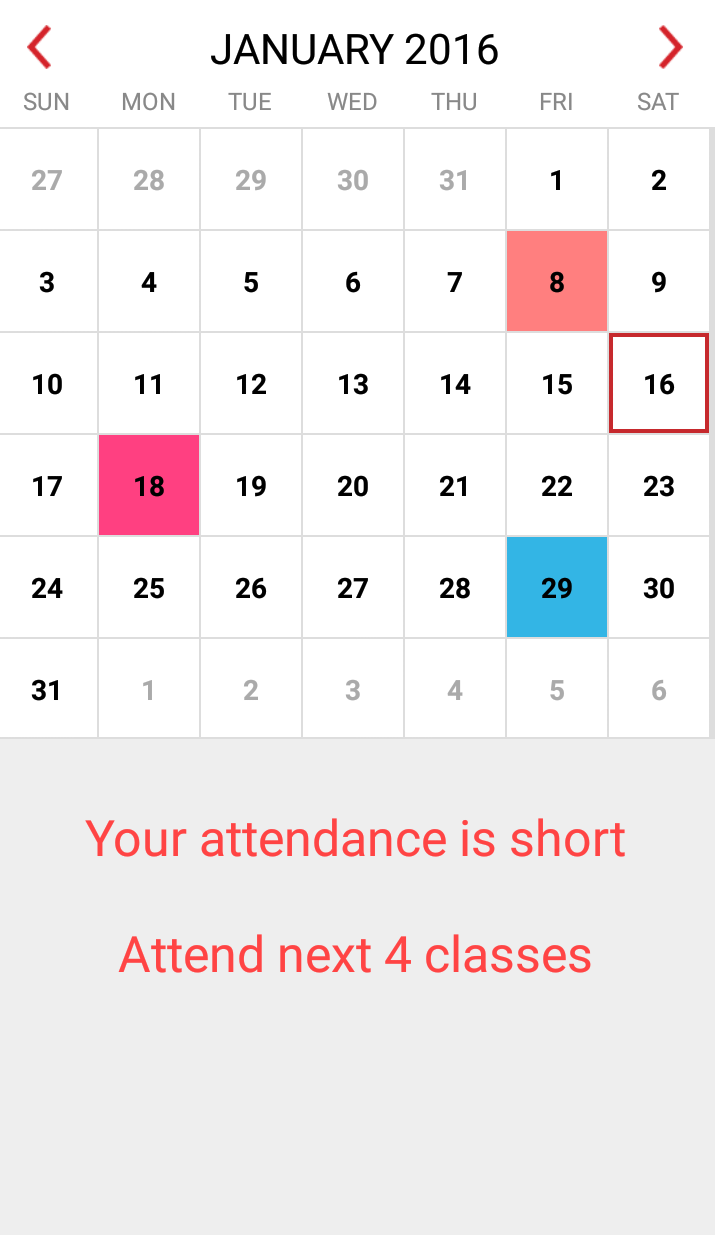 JANUARY 2016
SUN MON TUE WED THU FRI SAT
27 28 29 30 31 1 2
3 4 5 6 7 8 9
10 11 12 13 14 15 16
17 18 19 20 21 22 23
24 25 26 27 28 29 30
31 1 2 3 4 5 6
Your attendance is short
Attend next 4 classes